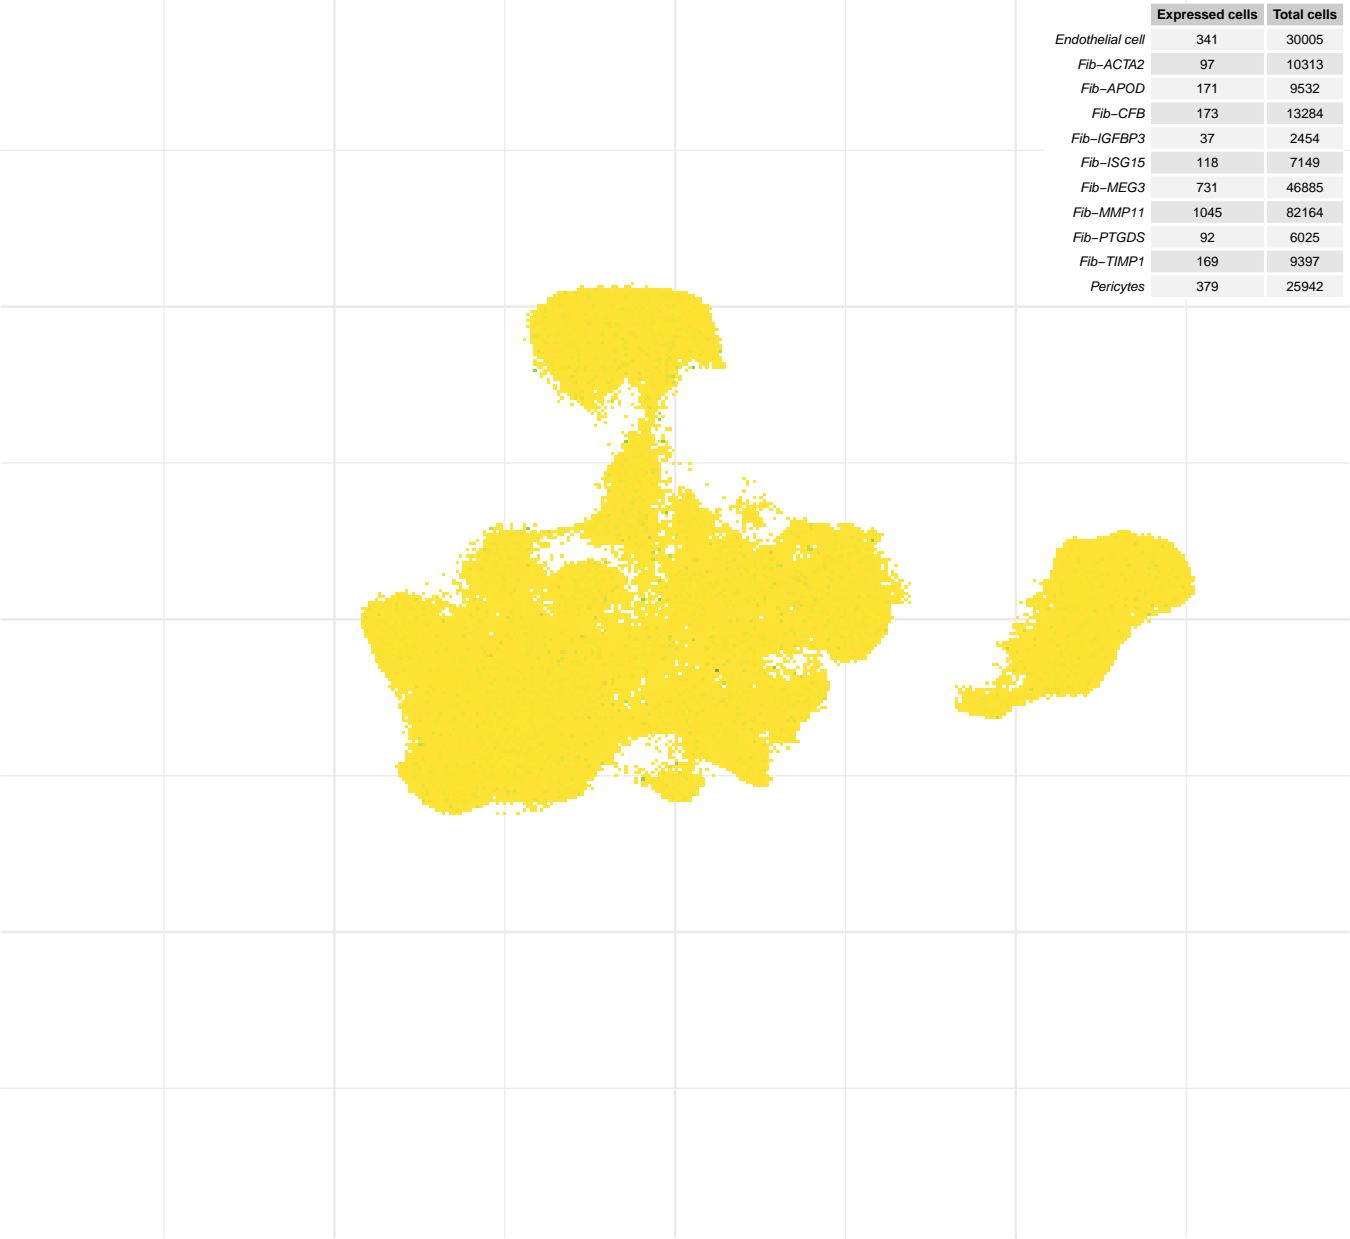 Expressed cells Total cells
Endothelial cell 341 30005
Fib−ACTA2 97 10313
Fib−APOD 171 9532
Fib−CFB 173 13284
Fib−IGFBP3 37 2454
Fib−ISG15 118 7149
Fib−MEG3 731 46885
Fib−MMP11 1045 82164
Fib−PTGDS 92 6025
Fib−TIMP1 169 9397
Pericytes 379 25942